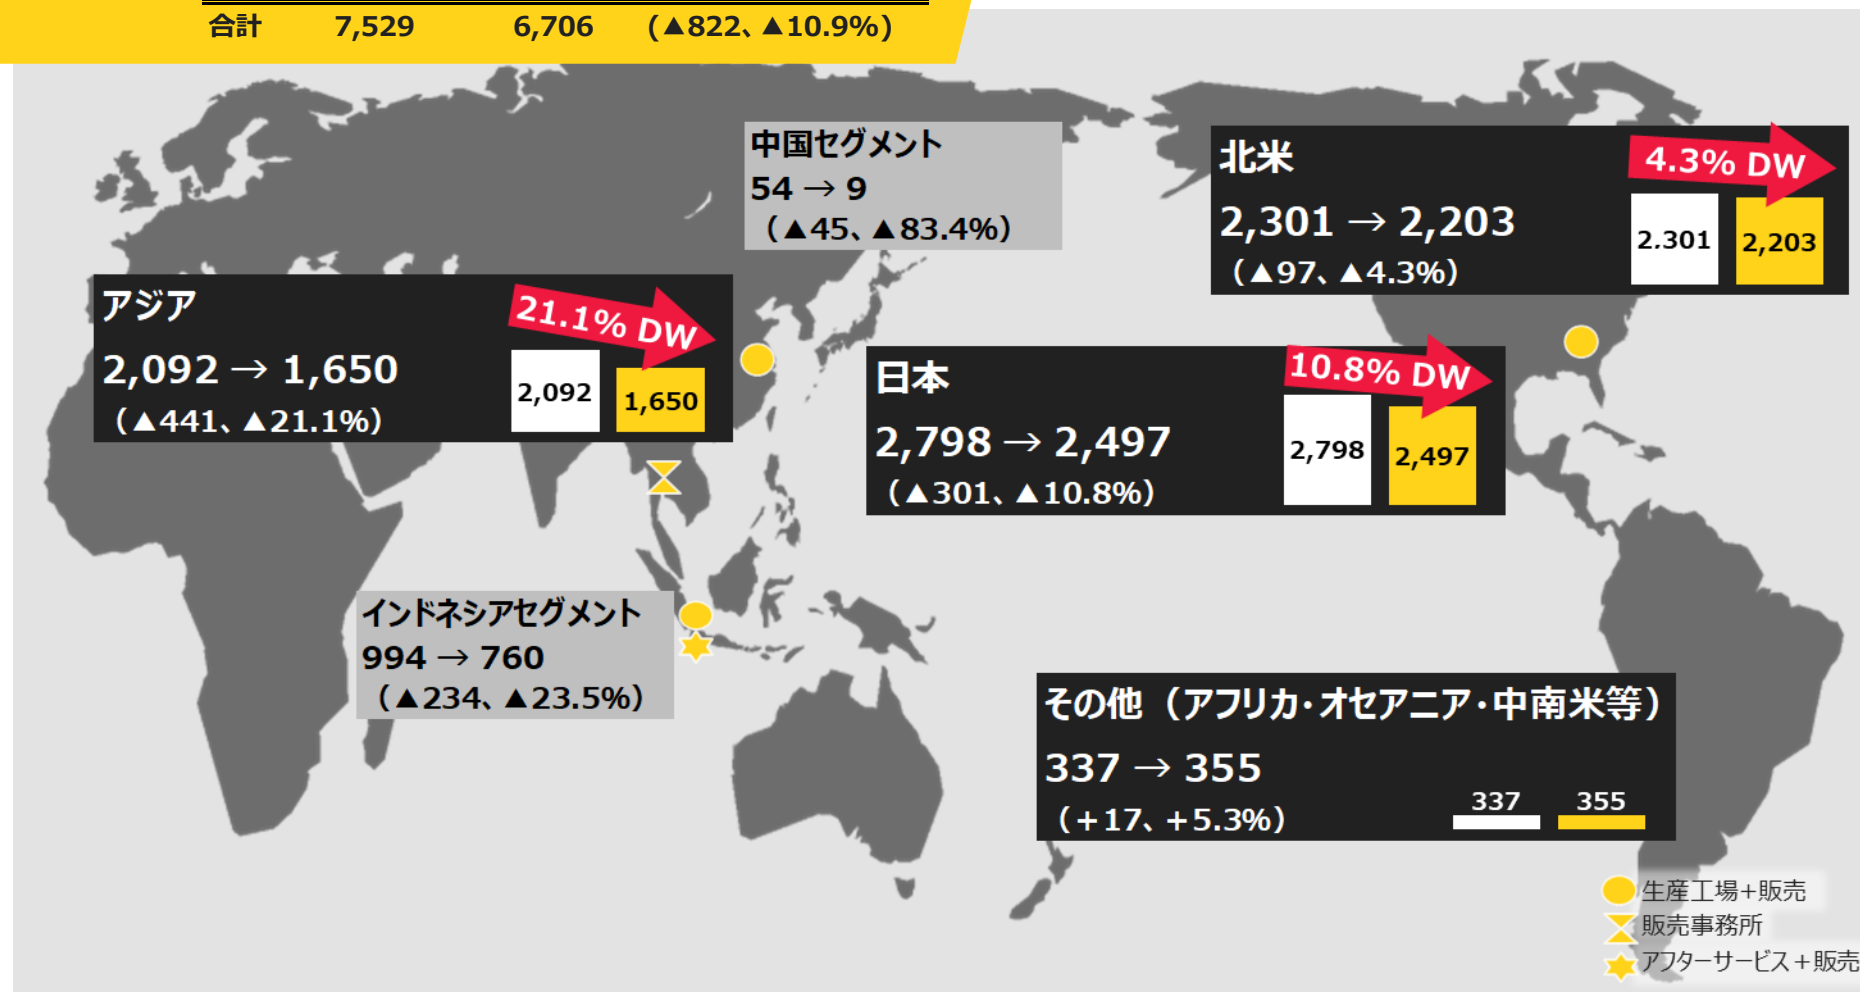 合計 7,529 6,706 (▲822、▲10.9%)
中国セグメント
54 → 9
(▲45、▲83.4%)
北米
2,301 → 2,203
(▲97、▲4.3%)
4.3% DW
2,301 2,203
アジア
2,092 → 1,650
(▲441、▲21.1%)
21.1% DW
2,092 1,650
日本
2,798 → 2,497
(▲301、▲10.8%)
10.8% DW
2,798 2,497
インドネシアセグメント
994 → 760
(▲234、▲23.5%)
その他（アフリカ・オセアニア・中南米等）
337 → 355
(+17、+5.3%)
337 355
生産工場+販売
販売事務所
アフターサービス+販売